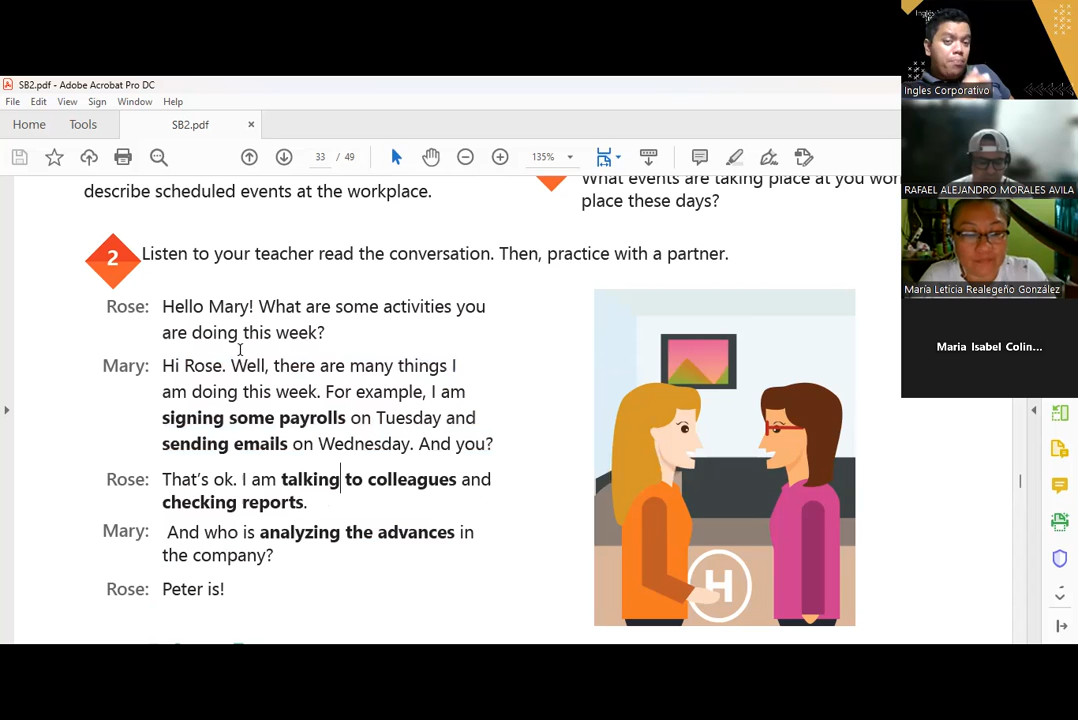 SB2.pdf - Adobe Acrobat Pro DC
File Edit View Sign Window Help
Home Tools SB2.pdf ×
33 / 49 135%
describe scheduled events at the workplace.
What events are taking place at you wor
place these days?
2 Listen to your teacher read the conversation. Then, practice with a partner.
Rose: Hello Mary! What are some activities you
are doing this week?
Mary: Hi Rose. Well, there are many things I
am doing this week. For example, I am
signing some payrolls on Tuesday and
sending emails on Wednesday. And you?
Rose: That's ok. I am talking to colleagues and
checking reports.
Mary: And who is analyzing the advances in
the company?
Rose: Peter is!
H
Ingles Corporativo
RAFAEL ALEJANDRO MORALES AVILA
María Leticia Realegeño González
Maria Isabel Colin...